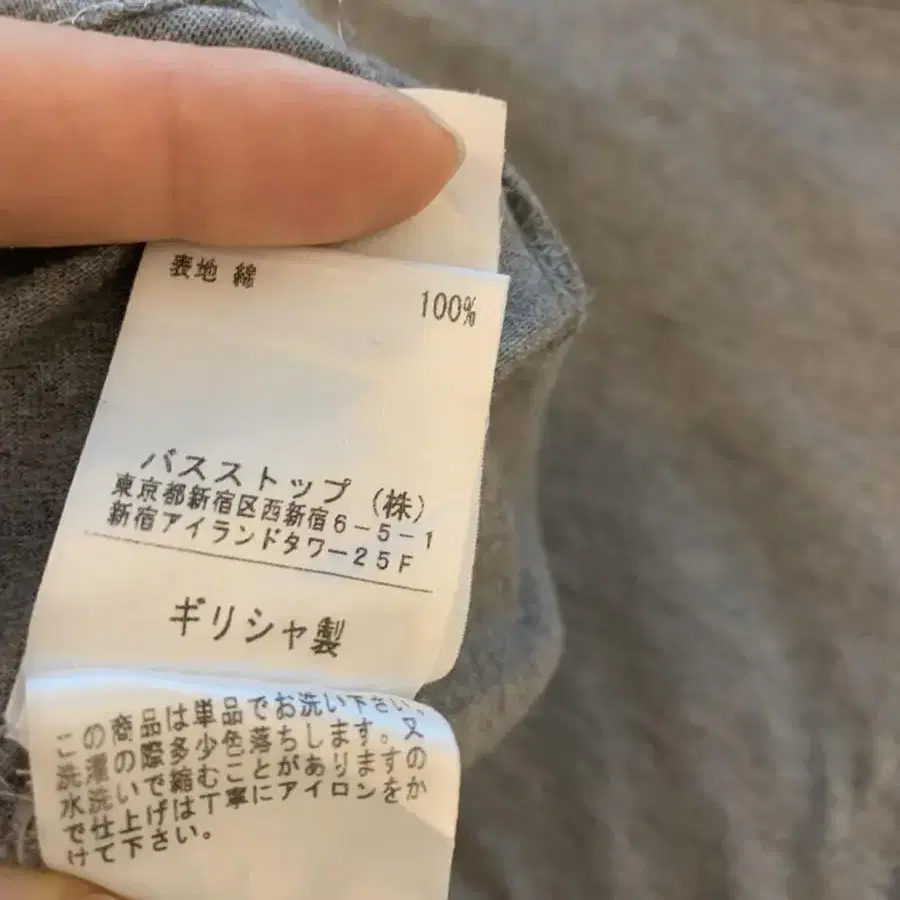 表地 綿
100%
バスストップ(株)
東京都新宿区西新宿6-5-1
新宿アイランドタワー25F
ギリシャ製
この商品は単品でお洗い下さい。
洗濯の際多少色落ちします。又
水洗いで縮むことがありますの
で仕上げは丁寧にアイロンをか
けて下さい。